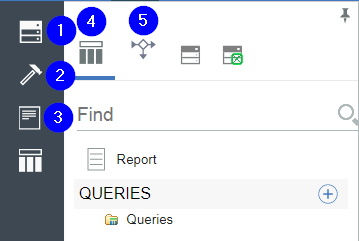 4 5
1
2
3
Find
Report
QUERIES
Queries